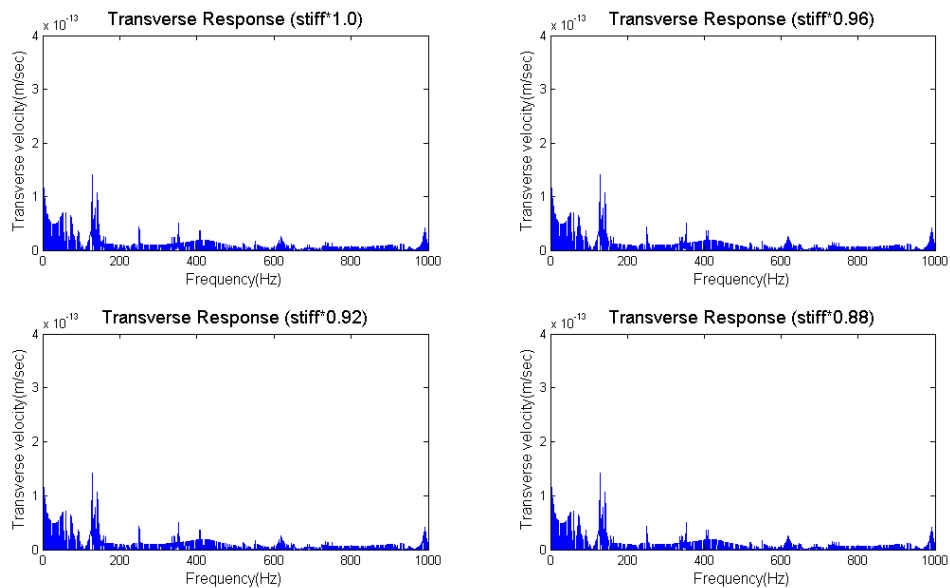 Transverse Response (stiff*1.0)
x 10^-13
4
3
2
1
0
Transverse velocity(m/sec)
0 200 400 600 800 1000
Frequency(Hz)
Transverse Response (stiff*0.96)
x 10^-13
4
3
2
1
0
Transverse velocity(m/sec)
0 200 400 600 800 1000
Frequency(Hz)
Transverse Response (stiff*0.92)
x 10^-13
4
3
2
1
0
Transverse velocity(m/sec)
0 200 400 600 800 1000
Frequency(Hz)
Transverse Response (stiff*0.88)
x 10^-13
4
3
2
1
0
Transverse velocity(m/sec)
0 200 400 600 800 1000
Frequency(Hz)